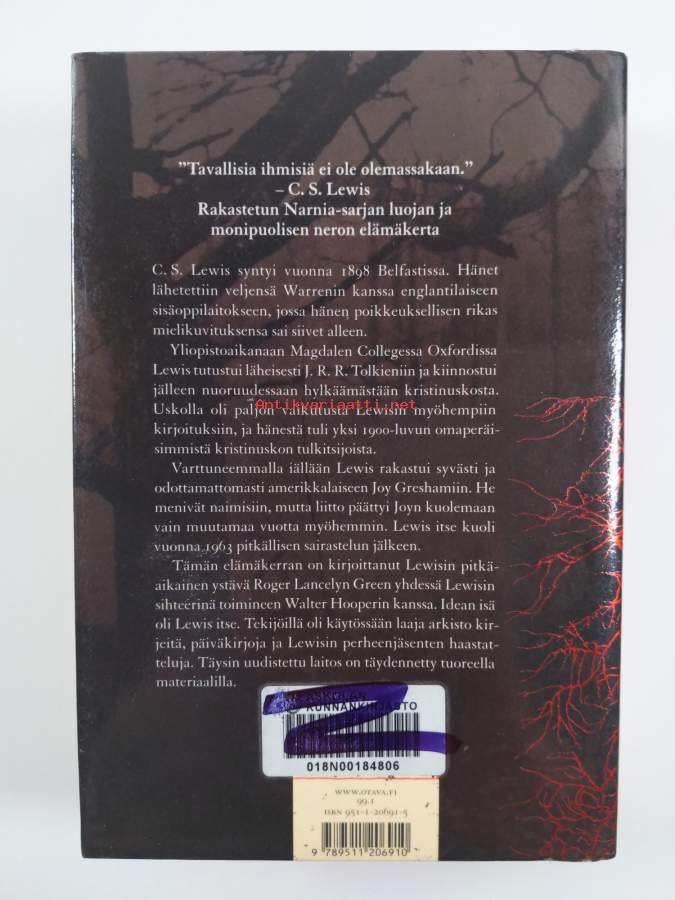 ”Tavallisia ihmisiä ei ole olemassakaan.”
– C. S. Lewis
Rakastetun Narnia-sarjan luojan ja
monipuolisen neron elämäkerta
C. S. Lewis syntyi vuonna 1898 Belfastissa. Hänet
lähetettiin veljensä Warrenin kanssa englantilaiseen
sisäoppilaitokseen, jossa hänen poikkeuksellisen rikas
mielikuvituksensa sai siivet alleen.
Yliopistoaikanaan Magdalen Collegessa Oxfordissa
Lewis tutustui läheisesti J. R. R. Tolkieniin ja kiinnostui
jälleen nuoruudessaan hylkäämästään kristinuskosta.
Antikvariaatti.net
Uskolla oli paljon vaikutusta Lewisin myöhempiin
kirjoituksiin, ja hänestä tuli yksi 1900-luvun omaperäi-
simmistä kristinuskon tulkitsijoista.
Varttuneemmalla iällään Lewis rakastui syvästi ja
odottamattomasti amerikkalaiseen Joy Greshamiin. He
menivät naimisiin, mutta liitto päättyi Joyn kuolemaan
vain muutamaa vuotta myöhemmin. Lewis itse kuoli
vuonna 1963 pitkällisen sairastelun jälkeen.
Tämän elämäkerran on kirjoittanut Lewisin pitkä-
aikainen ystävä Roger Lancelyn Green yhdessä Lewisin
sihteerinä toimineen Walter Hooperin kanssa. Idean isä
oli Lewis itse. Tekijöillä oli käytössään laaja arkisto kir-
jeitä, päiväkirjoja ja Lewisin perheenjäsenten haastat-
teluja. Täysin uudistettu laitos on täydennetty tuoreella
materiaalilla.
ASKOLAN
KUNNANKIRJASTO
018N00184806
WWW.OTAVA.FI
99.1
ISBN 951-1-20691-5
9 789511 206910